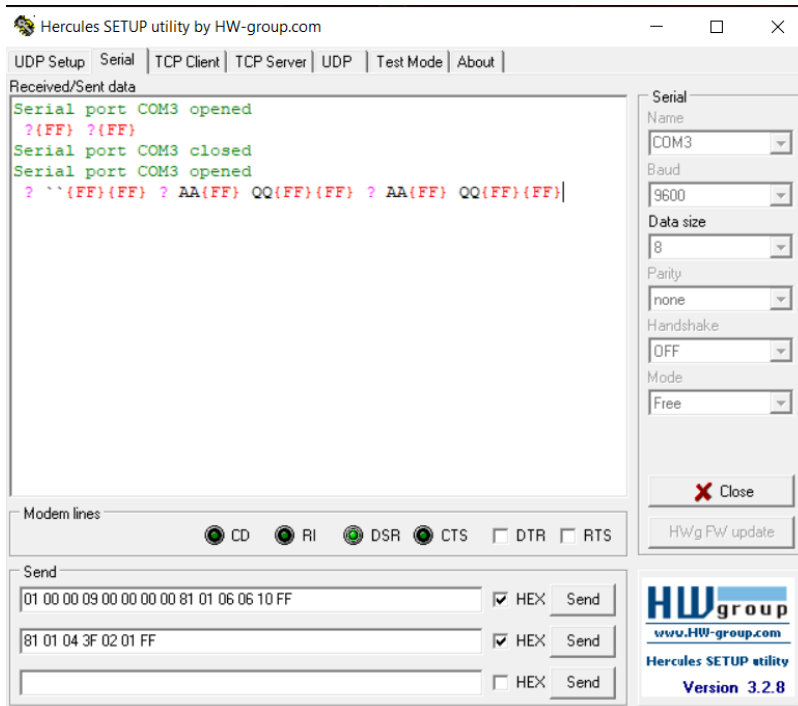 Hercules SETUP utility by HW-group.com
UDP Setup Serial TCP Client TCP Server UDP Test Mode About
Received/Sent data
Serial port COM3 opened
?{FF} ?{FF}
Serial port COM3 closed
Serial port COM3 opened
? ``{FF}{FF} ? AA{FF} QQ{FF}{FF} ? AA{FF} QQ{FF}{FF}
Serial
Name
COM3
Baud
9600
Data size
8
Parity
none
Handshake
OFF
Mode
Free
Close
HWg FW update
Modem lines
CD RI DSR CTS DTR RTS
Send
01 00 00 09 00 00 00 00 81 01 06 06 10 FF HEX Send
81 01 04 3F 02 01 FF HEX Send
HEX Send
HWgroup
www.HW-group.com
Hercules SETUP utility
Version 3.2.8